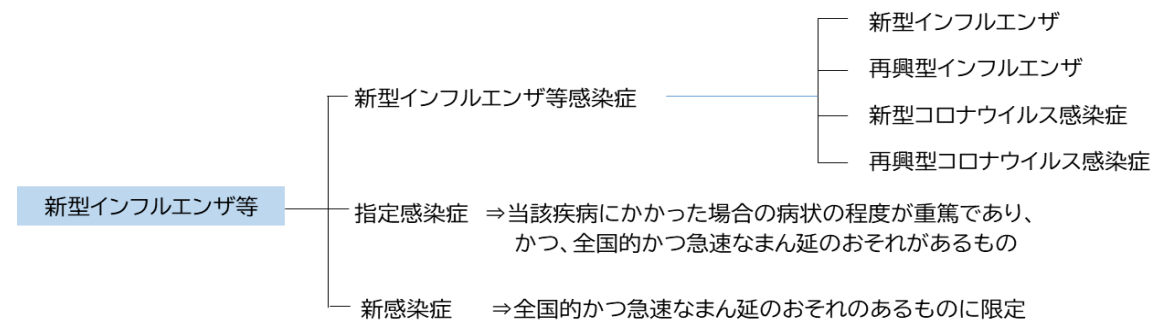 新型インフルエンザ
再興型インフルエンザ
新型インフルエンザ等感染症
新型コロナウイルス感染症
再興型コロナウイルス感染症
新型インフルエンザ等
指定感染症 ⇒当該疾病にかかった場合の病状の程度が重篤であり、
かつ、全国的かつ急速なまん延のおそれがあるもの
新感染症 ⇒全国的かつ急速なまん延のおそれのあるものに限定